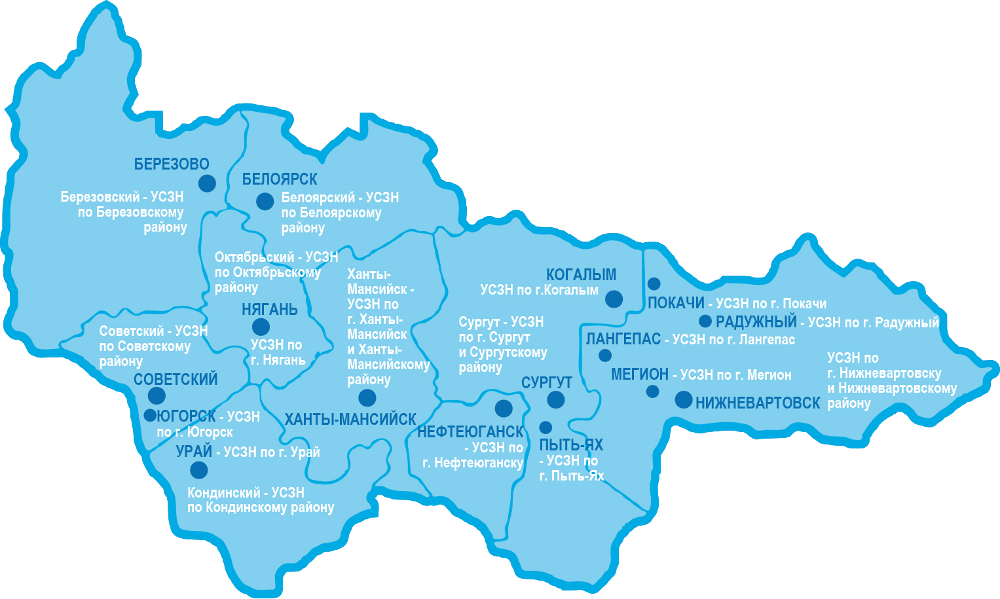 БЕРЕЗОВО
Березовский - УСЗН
по Березовскому
району
БЕЛОЯРСК
Белоярский - УСЗН
по Белоярскому
району
Октябрьский - УСЗН
по Октябрьскому
району
НЯГАНЬ
УСЗН по
г. Нягань
Ханты-
Мансийск -
УСЗН по
г. Ханты-
Мансийск
и Ханты-
Мансийскому
району
ХАНТЫ-МАНСИЙСК
Советский - УСЗН
по Советскому
району
СОВЕТСКИЙ
ЮГОРСК - УСЗН
по г. Югорск
УРАЙ - УСЗН по г. Урай
Кондинский - УСЗН
по Кондинскому району
КОГАЛЫМ
УСЗН по г.Когалым
Сургут - УСЗН
по г. Сургут
и Сургутскому
району
СУРГУТ
НЕФТЕЮГАНСК
- УСЗН по
г. Нефтеюганску
ПЫТЬ-ЯХ
- УСЗН по
г. Пыть-Ях
ПОКАЧИ - УСЗН по г. Покачи
РАДУЖНЫЙ - УСЗН по г. Радужный
ЛАНГЕПАС - УСЗН по г. Лангепас
МЕГИОН - УСЗН по г. Мегион
НИЖНЕВАРТОВСК
УСЗН по
г. Нижневартовску
и Нижневартовскому
району